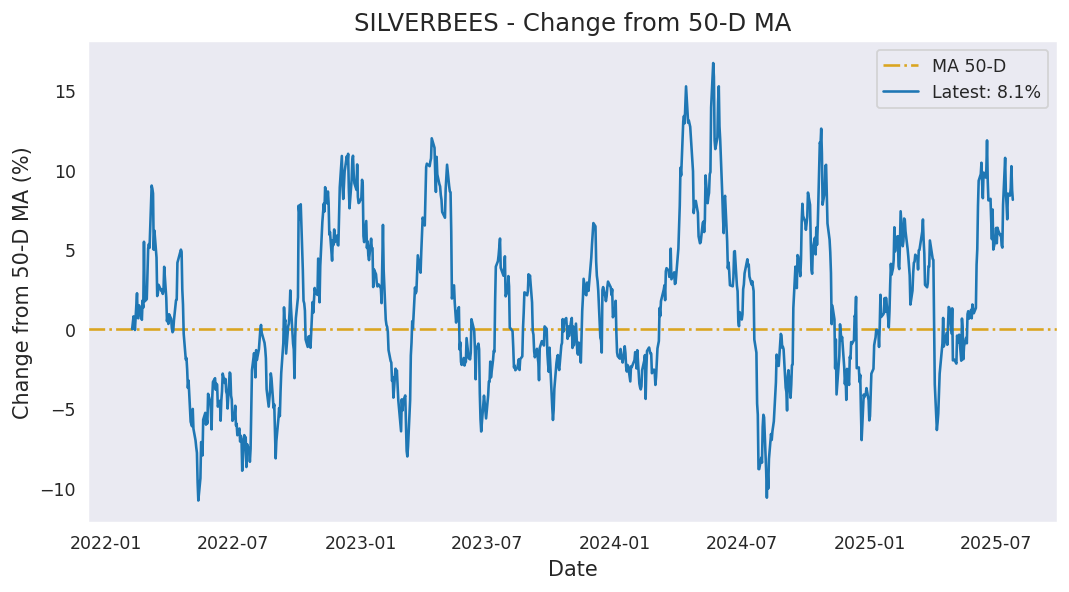 SILVERBEES - Change from 50-D MA
MA 50-D
Latest: 8.1%
Change from 50-D MA (%)
15
10
5
0
−5
−10
2022-01
2022-07
2023-01
2023-07
2024-01
2024-07
2025-01
2025-07
Date